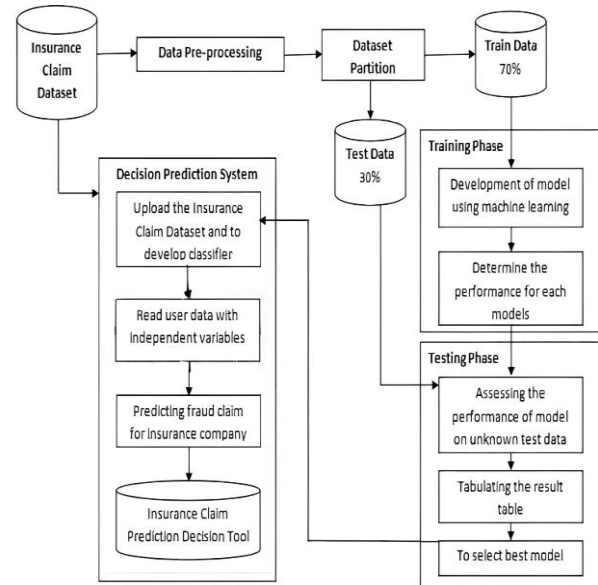 Insurance
Claim
Dataset
Data Pre-processing
Dataset
Partition
Train Data
70%
Test Data
30%
Training Phase
Development of model
using machine learning
Determine the
performance for each
models
Testing Phase
Assessing the
performance of model
on unknown test data
Tabulating the result
table
To select best model
Decision Prediction System
Upload the Insurance
Claim Dataset and to
develop classifier
Read user data with
independent variables
Predicting fraud claim
for insurance company
Insurance Claim
Prediction Decision Tool